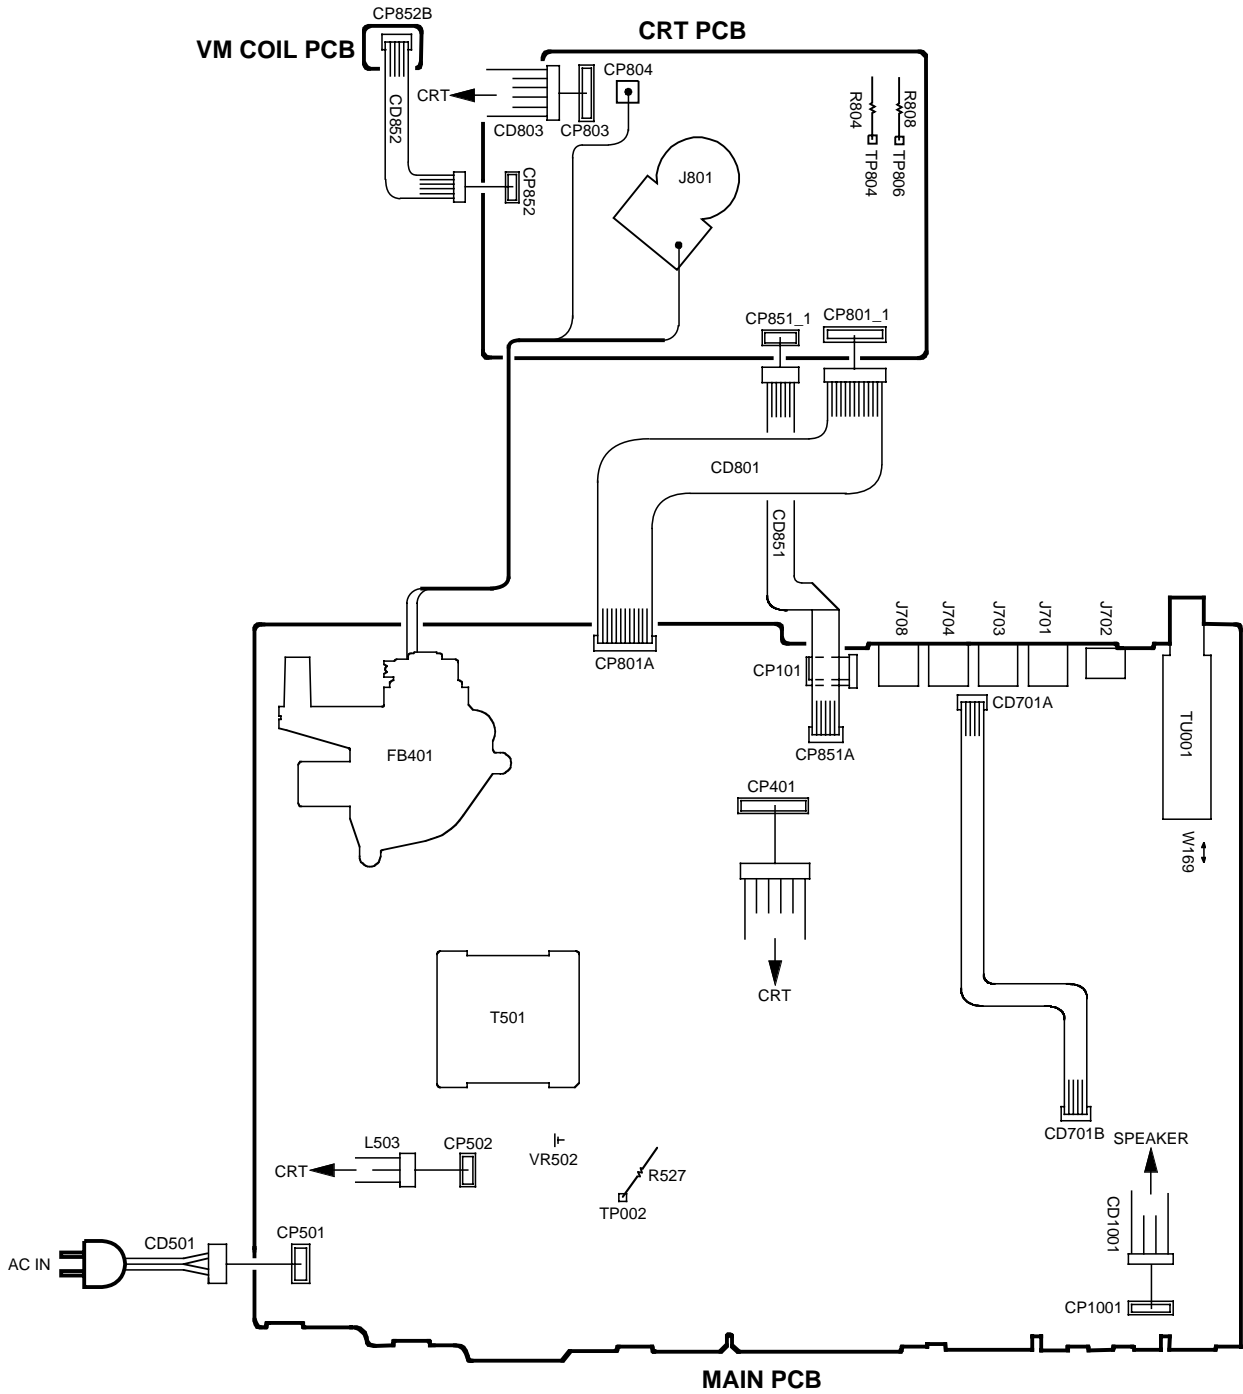 CP852B
VM COIL PCB
CRT PCB
CD852
CRT
CD803
CP803
CP804
CP852
J801
R804
TP804
R808
TP806
CP851_1
CP801_1
CD801
CD851
CP801A
CP101
CP851A
J708
J704
J703
J701
J702
CD701A
TU001
W169
FB401
CP401
CRT
T501
CD701B
SPEAKER
CRT
L503
CP502
VR502
R527
TP002
CD1001
CP1001
AC IN
CD501
CP501
MAIN PCB